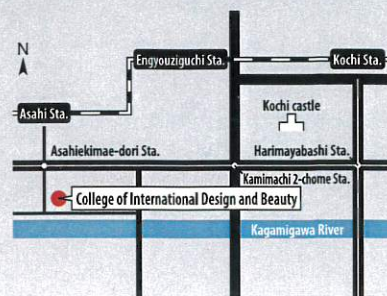 N
Engyouziguchi Sta.
Kochi Sta.
Asahi Sta.
Kochi castle
Asahiekimae-dori Sta.
Harimayabashi Sta.
Kamimachi 2-chome Sta.
College of International Design and Beauty
Kagamigawa River